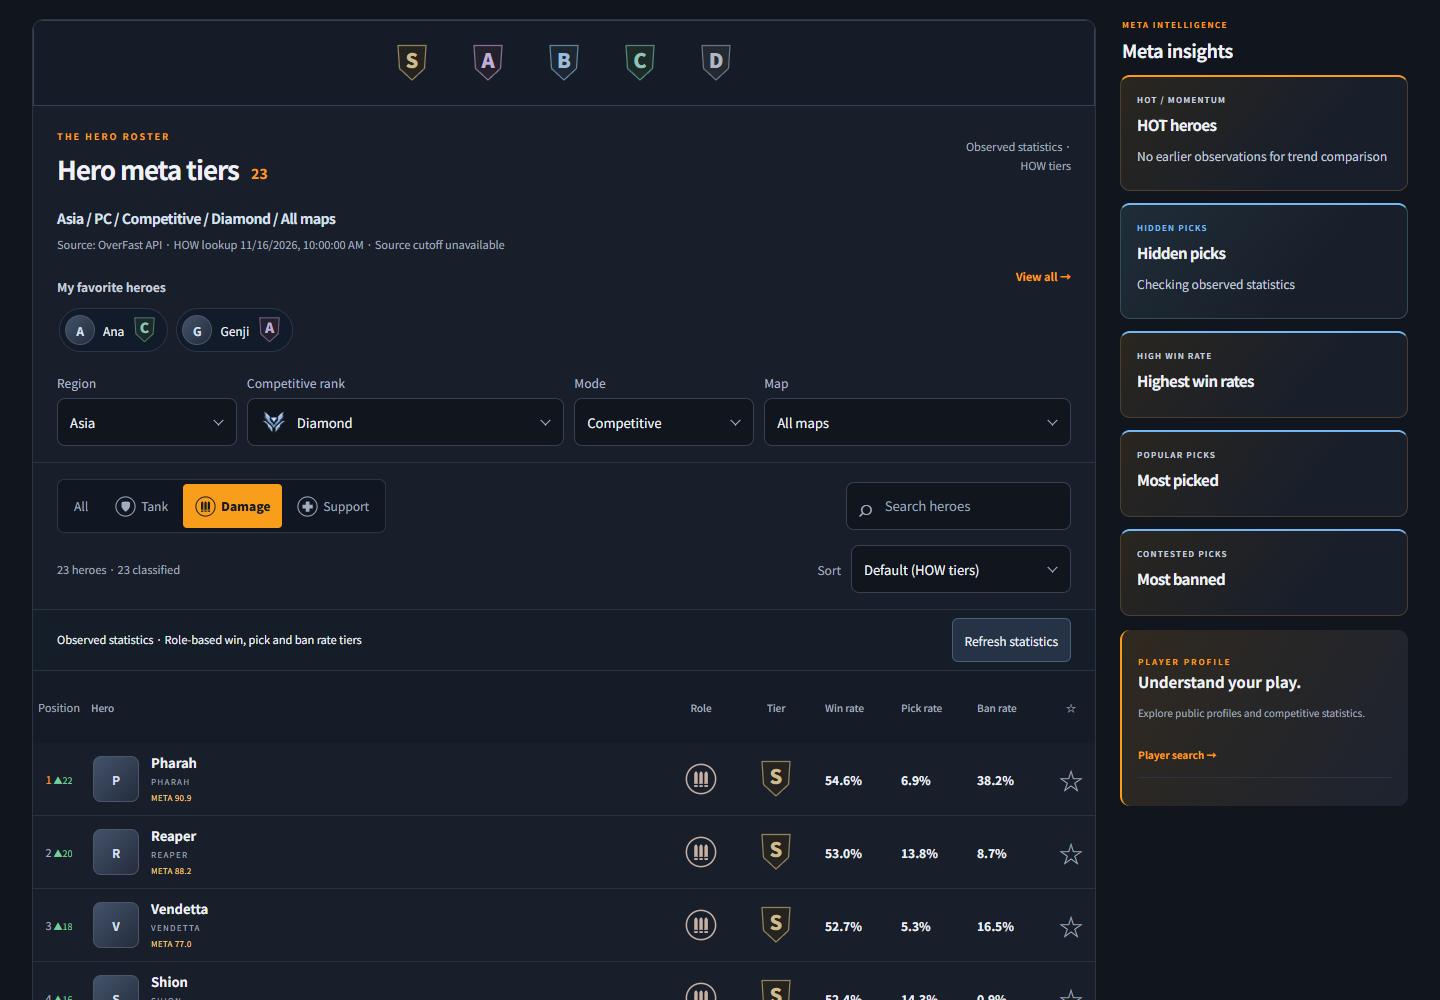 S A B C D
THE HERO ROSTER
Hero meta tiers 23
Observed statistics ·
HOW tiers
Asia / PC / Competitive / Diamond / All maps
Source: OverFast API · HOW lookup 11/16/2026, 10:00:00 AM · Source cutoff unavailable
View all →
My favorite heroes
A Ana C G Genji A
Region Competitive rank Mode Map
Asia Diamond Competitive All maps
All Tank Damage Support
Search heroes
23 heroes · 23 classified
Sort Default (HOW tiers)
Observed statistics · Role-based win, pick and ban rate tiers
Refresh statistics
Position Hero Role Tier Win rate Pick rate Ban rate ☆
Pharah
1 ▲22 P PHARAH S 54.6% 6.9% 38.2% ☆
META 90.9
Reaper
2 ▲20 R REAPER S 53.0% 13.8% 8.7% ☆
META 88.2
Vendetta
3 ▲18 V VENDETTA S 52.7% 5.3% 16.5% ☆
META 77.0
Shion
4 ▲16 S SHION S 52.4% 14.3% 0.9% ☆
META INTELLIGENCE
Meta insights
HOT / MOMENTUM
HOT heroes
No earlier observations for trend comparison
HIDDEN PICKS
Hidden picks
Checking observed statistics
HIGH WIN RATE
Highest win rates
POPULAR PICKS
Most picked
CONTESTED PICKS
Most banned
PLAYER PROFILE
Understand your play.
Explore public profiles and competitive statistics.
Player search →